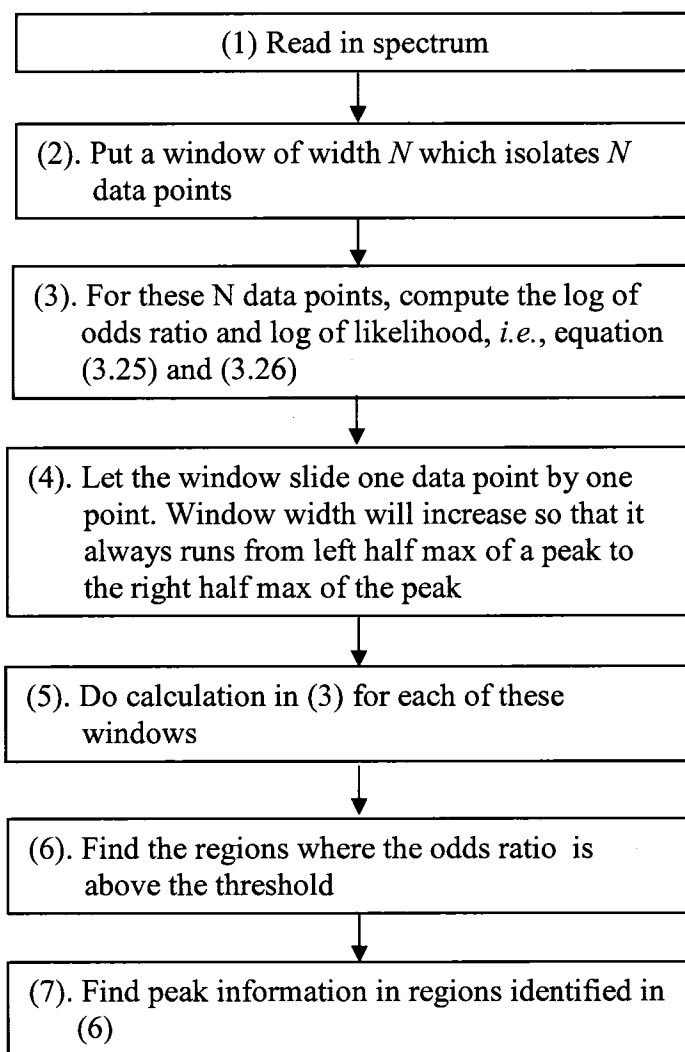 (1) Read in spectrum
(2). Put a window of width N which isolates N
data points
(3). For these N data points, compute the log of
odds ratio and log of likelihood, i.e., equation
(3.25) and (3.26)
(4). Let the window slide one data point by one
point. Window width will increase so that it
always runs from left half max of a peak to
the right half max of the peak
(5). Do calculation in (3) for each of these
windows
(6). Find the regions where the odds ratio is
above the threshold
(7). Find peak information in regions identified in
(6)